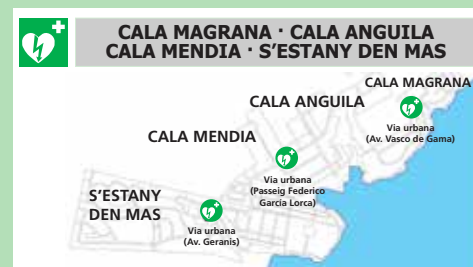 CALA MAGRANA · CALA ANGUILA
CALA MENDIA · S'ESTANY DEN MAS
CALA MAGRANA
CALA ANGUILA
Via urbana
(Av. Vasco de Gama)
CALA MENDIA
Via urbana
(Passeig Federico
García Lorca)
S'ESTANY
DEN MAS
Via urbana
(Av. Geranis)